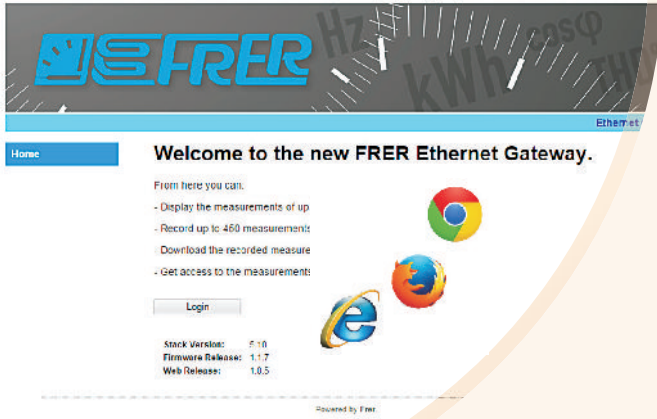 FRER
Hz
kWh
cosφ
Ethernet
Home
Welcome to the new FRER Ethernet Gateway.
From here you can:
- Display the measurements of up
- Record up to 450 measurements
- Download the recorded measure
- Get access to the measurements
Login
Stack Version: 5.10
Firmware Release: 1.1.7
Web Release: 1.0.5
Powered by Frer